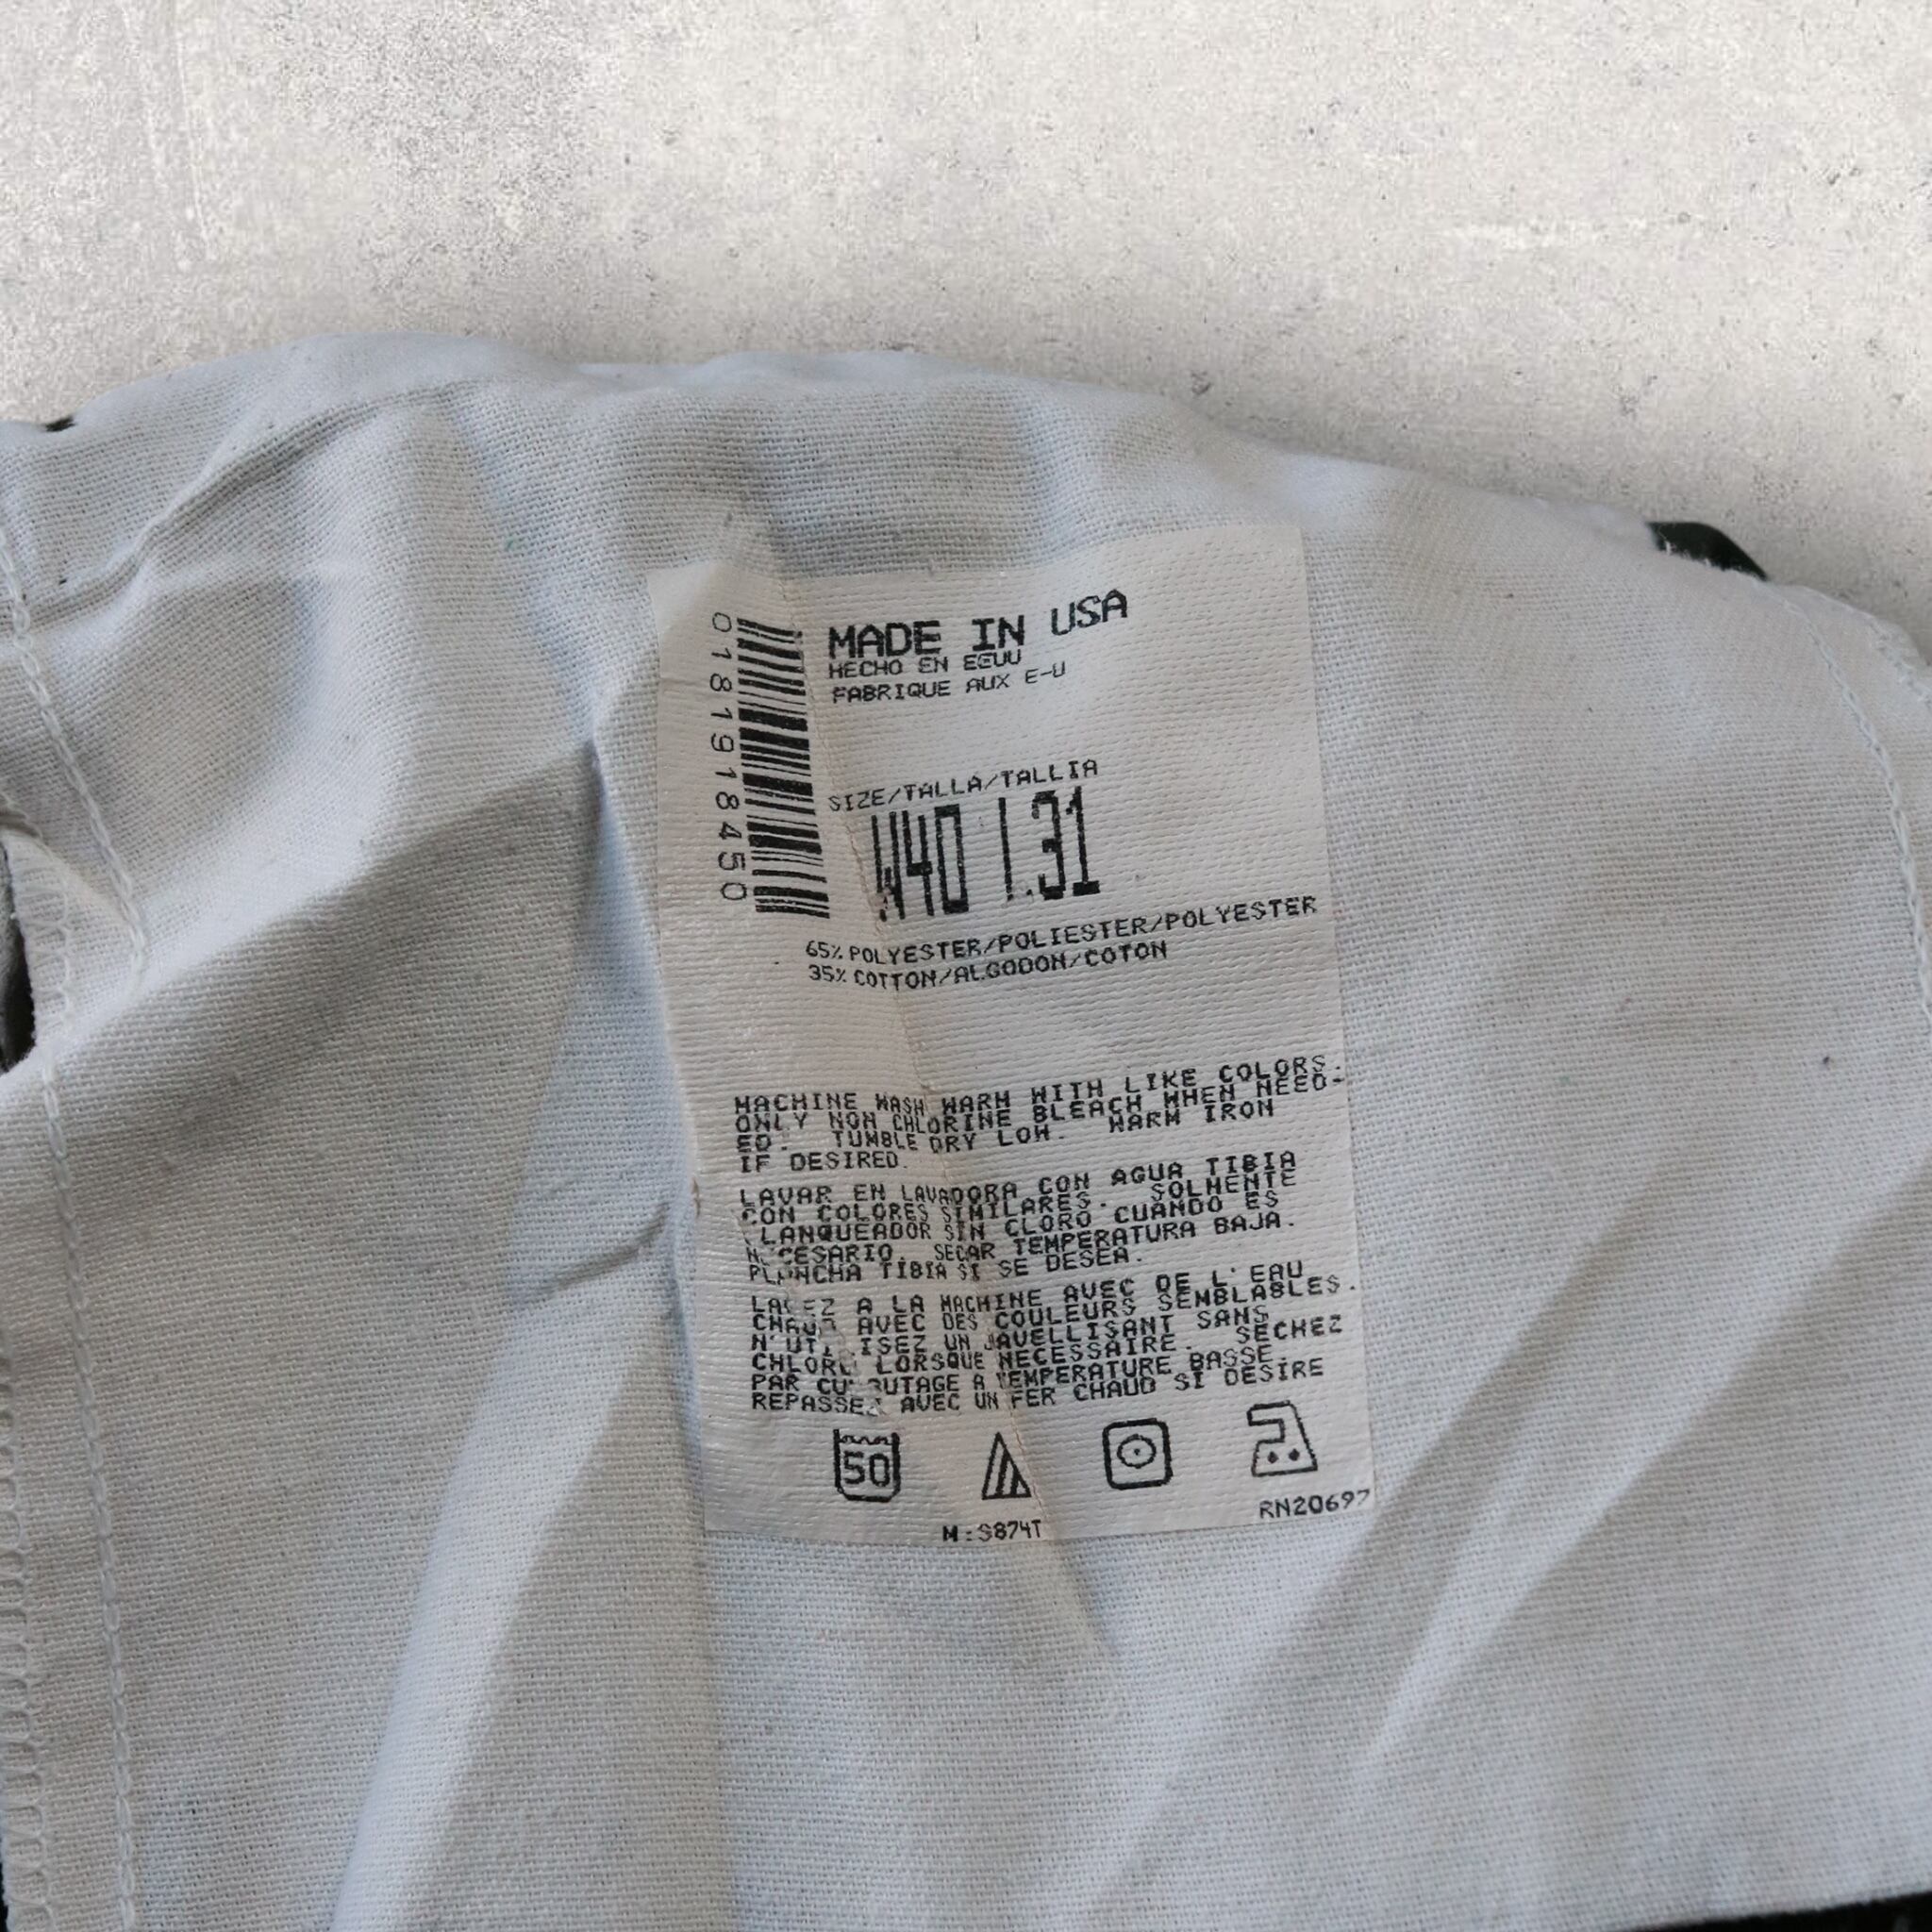 MADE IN USA
HECHO EN EEUU
FABRIQUE AUX E-U
018191918450
SIZE/TALLA/TALLIA
W40 L31
65% POLYESTER/POLIESTER/POLYESTER
35% COTTON/ALGODON/COTON
MACHINE WASH WARM WITH LIKE COLORS.
ONLY NON CHLORINE BLEACH WHEN NEED-
ED. TUMBLE DRY LOW. WARM IRON
IF DESIRED.
LAVAR EN LAVADORA CON AGUA TIBIA
CON COLORES SIMILARES. SOLMENTE
LANQUEADOR SIN CLORO CUANDO ES
NECESARIO. SECAR TEMPERATURA BAJA.
PLANCHA TIBIA SI SE DESEA.
LAVEZ A LA MACHINE AVEC DE L'EAU
CHAUD AVEC DES COULEURS SEMBLABLES.
N'UTILISEZ UN JAVELLISANT SANS
CHLORE LORSQUE NECESSAIRE. SECHEZ
PAR CULBUTAGE A TEMPERATURE BASSE.
REPASSEZ AVEC UN FER CHAUD SI DESIRE
50
RN20697
M:S874T